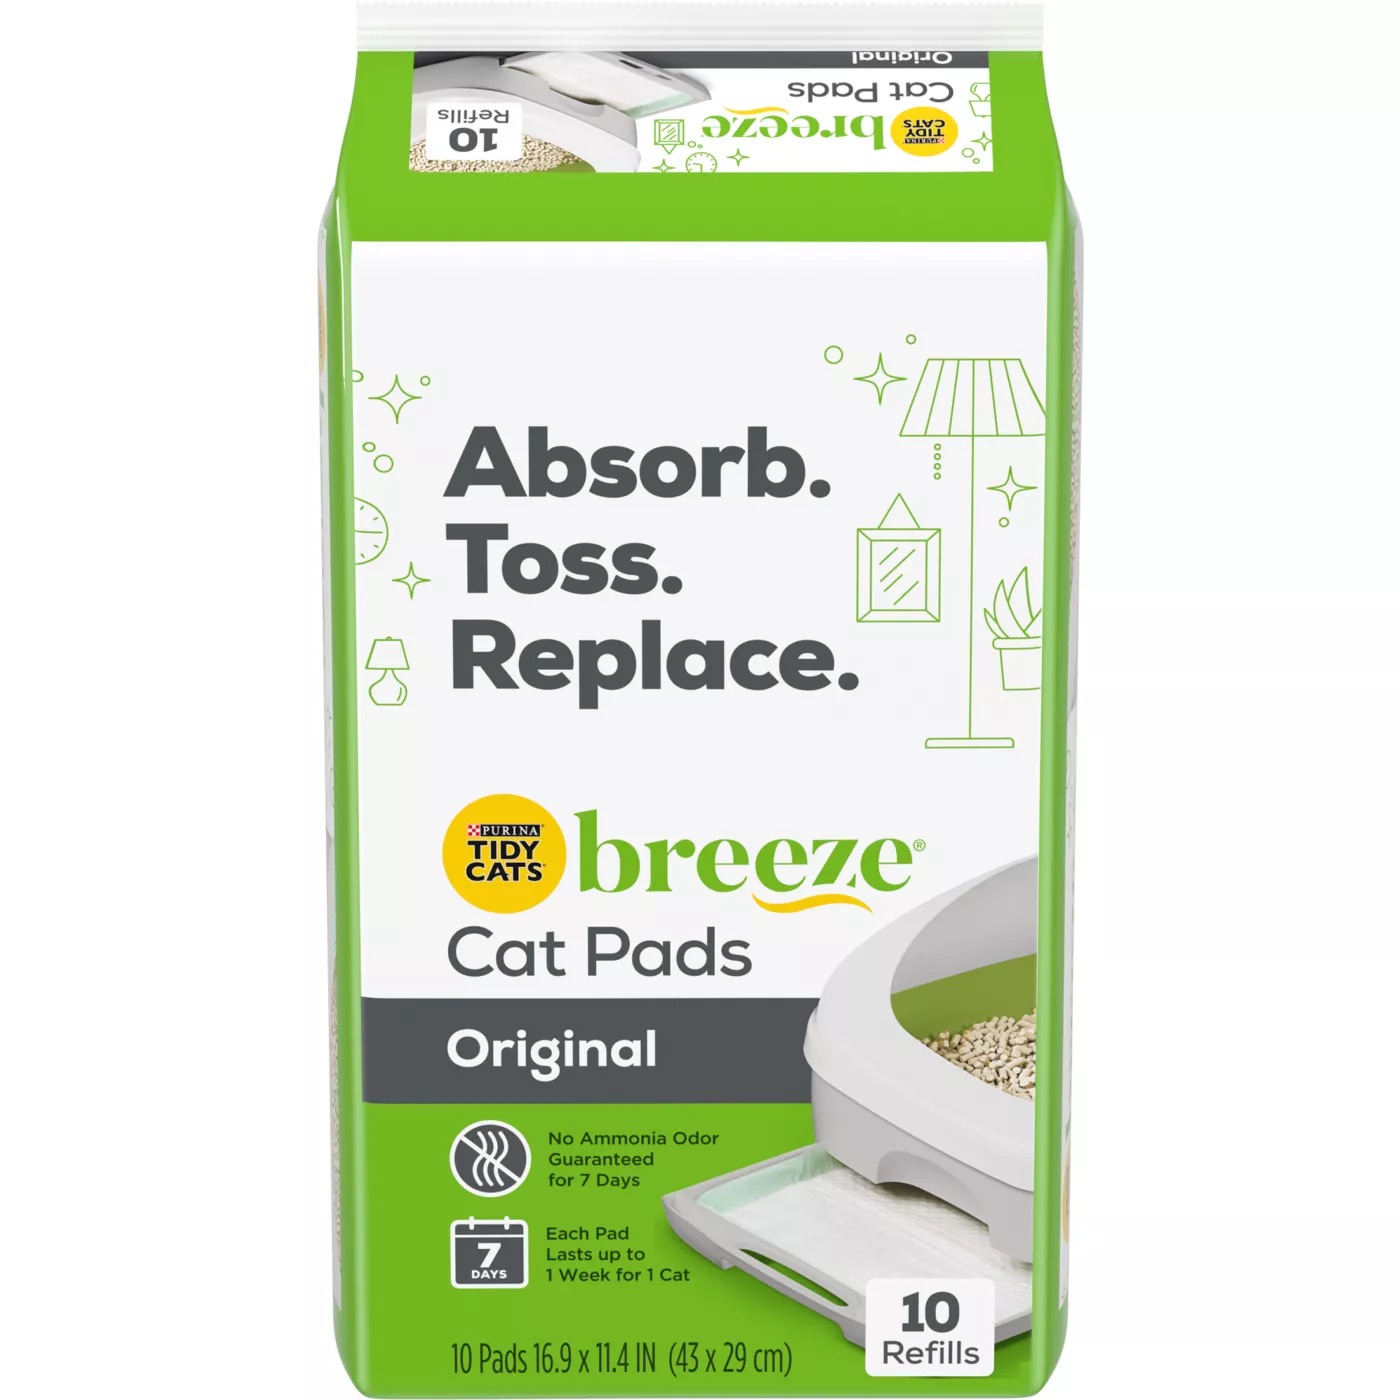 Original
Cat Pads
PURINA
TIDY
CATS
breeze
10
Refills
Absorb.
Toss.
Replace.
PURINA
TIDY
CATS
breeze®
Cat Pads
Original
No Ammonia Odor
Guaranteed
for 7 Days
7
DAYS
Each Pad
Lasts up to
1 Week for 1 Cat
10 Pads 16.9 x 11.4 IN (43 x 29 cm)
10
Refills